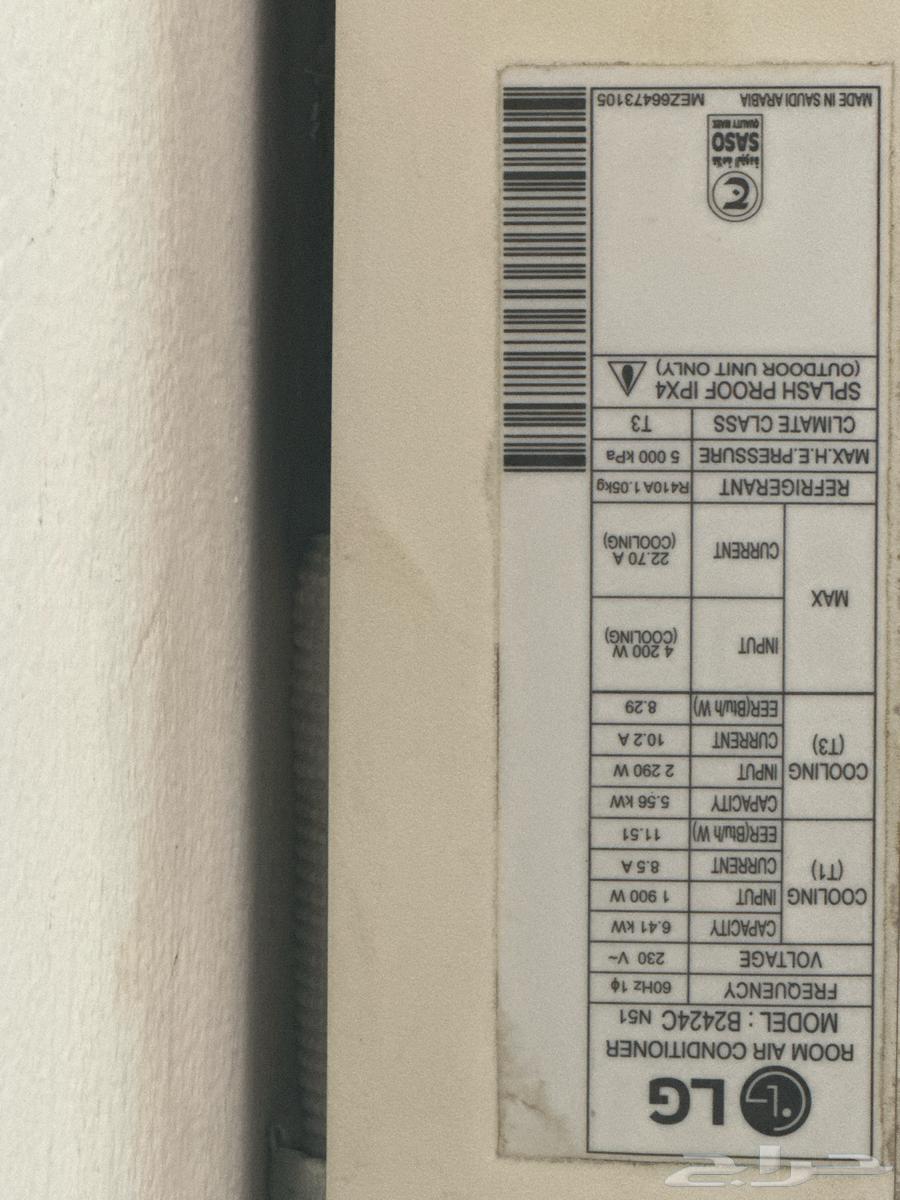 LG
ROOM AIR CONDITIONER
MODEL : B2424C N51
FREQUENCY 60Hz 1ϕ
VOLTAGE 230 V~
COOLING (T1) CAPACITY 6.41 kW
INPUT 1 900 W
CURRENT 8.5 A
EER(Btu/h W) 11.51
COOLING (T3) CAPACITY 5.56 kW
INPUT 2 290 W
CURRENT 10.2 A
EER(Btu/h W) 8.29
MAX INPUT 4 200 W (COOLING)
CURRENT 22.70 A (COOLING)
REFRIGERANT R410A 1.05kg
MAX.H.E.PRESSURE 5 000 kPa
CLIMATE CLASS T3
SPLASH PROOF IPX4
(OUTDOOR UNIT ONLY)
علامة الجودة
SASO
QUALITY MARK
MADE IN SAUDI ARABIA MEZ66473105
حراج